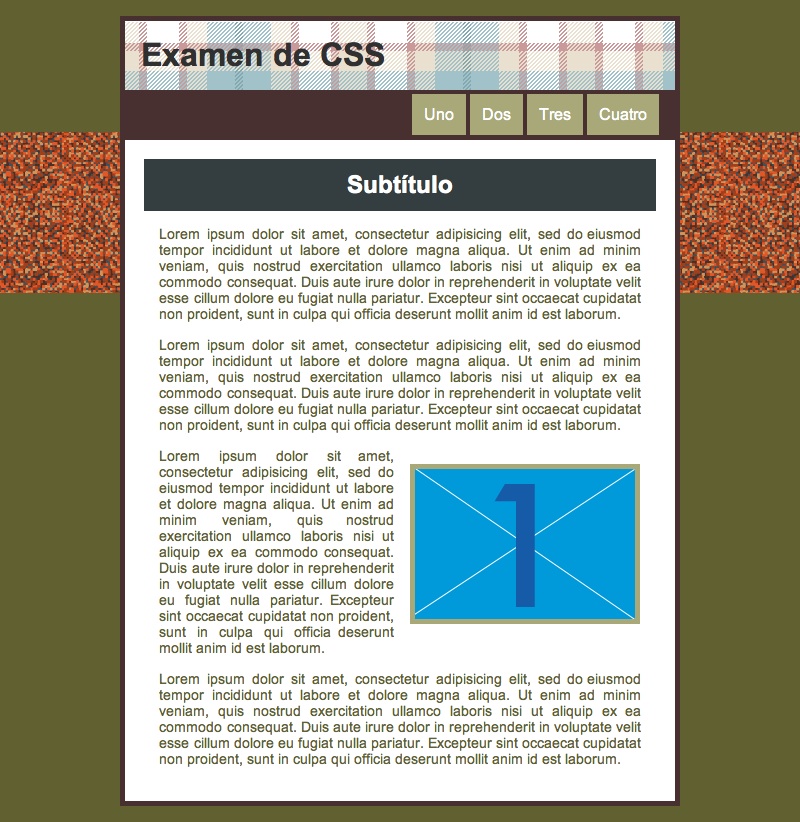 Examen de CSS
Uno Dos Tres Cuatro
Subtítulo
Lorem ipsum dolor sit amet, consectetur adipisicing elit, sed do eiusmod
tempor incididunt ut labore et dolore magna aliqua. Ut enim ad minim
veniam, quis nostrud exercitation ullamco laboris nisi ut aliquip ex ea
commodo consequat. Duis aute irure dolor in reprehenderit in voluptate velit
esse cillum dolore eu fugiat nulla pariatur. Excepteur sint occaecat cupidatat
non proident, sunt in culpa qui officia deserunt mollit anim id est laborum.
Lorem ipsum dolor sit amet, consectetur adipisicing elit, sed do eiusmod
tempor incididunt ut labore et dolore magna aliqua. Ut enim ad minim
veniam, quis nostrud exercitation ullamco laboris nisi ut aliquip ex ea
commodo consequat. Duis aute irure dolor in reprehenderit in voluptate velit
esse cillum dolore eu fugiat nulla pariatur. Excepteur sint occaecat cupidatat
non proident, sunt in culpa qui officia deserunt mollit anim id est laborum.
Lorem ipsum dolor sit amet,
consectetur adipisicing elit, sed do
eiusmod tempor incididunt ut labore
et dolore magna aliqua. Ut enim ad
minim veniam, quis nostrud
exercitation ullamco laboris nisi ut
aliquip ex ea commodo consequat.
Duis aute irure dolor in reprehenderit
in voluptate velit esse cillum dolore
eu fugiat nulla pariatur. Excepteur
sint occaecat cupidatat non proident,
sunt in culpa qui officia deserunt
mollit anim id est laborum.
1
Lorem ipsum dolor sit amet, consectetur adipisicing elit, sed do eiusmod
tempor incididunt ut labore et dolore magna aliqua. Ut enim ad minim
veniam, quis nostrud exercitation ullamco laboris nisi ut aliquip ex ea
commodo consequat. Duis aute irure dolor in reprehenderit in voluptate velit
esse cillum dolore eu fugiat nulla pariatur. Excepteur sint occaecat cupidatat
non proident, sunt in culpa qui officia deserunt mollit anim id est laborum.